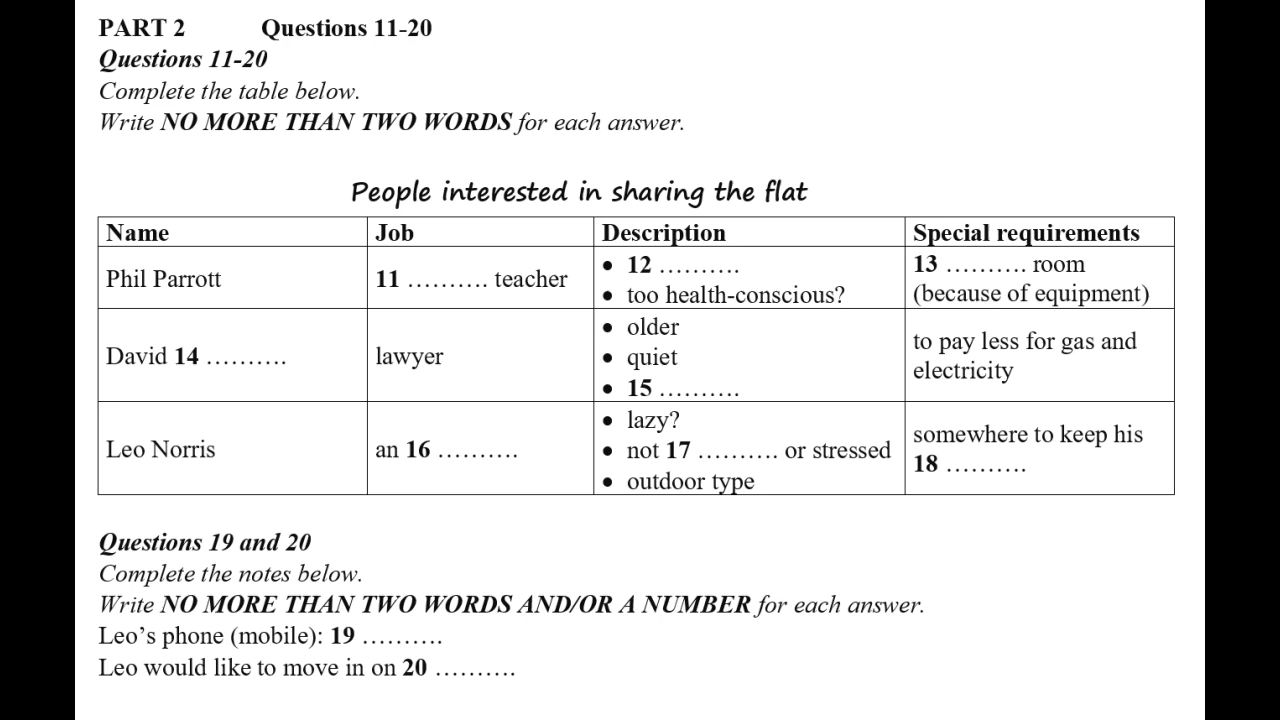 PART 2 Questions 11-20
Questions 11-20
Complete the table below.
Write NO MORE THAN TWO WORDS for each answer.
People interested in sharing the flat
Name Job Description Special requirements
Phil Parrott 11 ………. teacher • 12 ……….
• too health-conscious? 13 ………. room
(because of equipment)
David 14 ………. lawyer • older
• quiet
• 15 ………. to pay less for gas and
electricity
Leo Norris an 16 ………. • lazy?
• not 17 ………. or stressed
• outdoor type somewhere to keep his
18 ……….
Questions 19 and 20
Complete the notes below.
Write NO MORE THAN TWO WORDS AND/OR A NUMBER for each answer.
Leo’s phone (mobile): 19 ……….
Leo would like to move in on 20 ……….